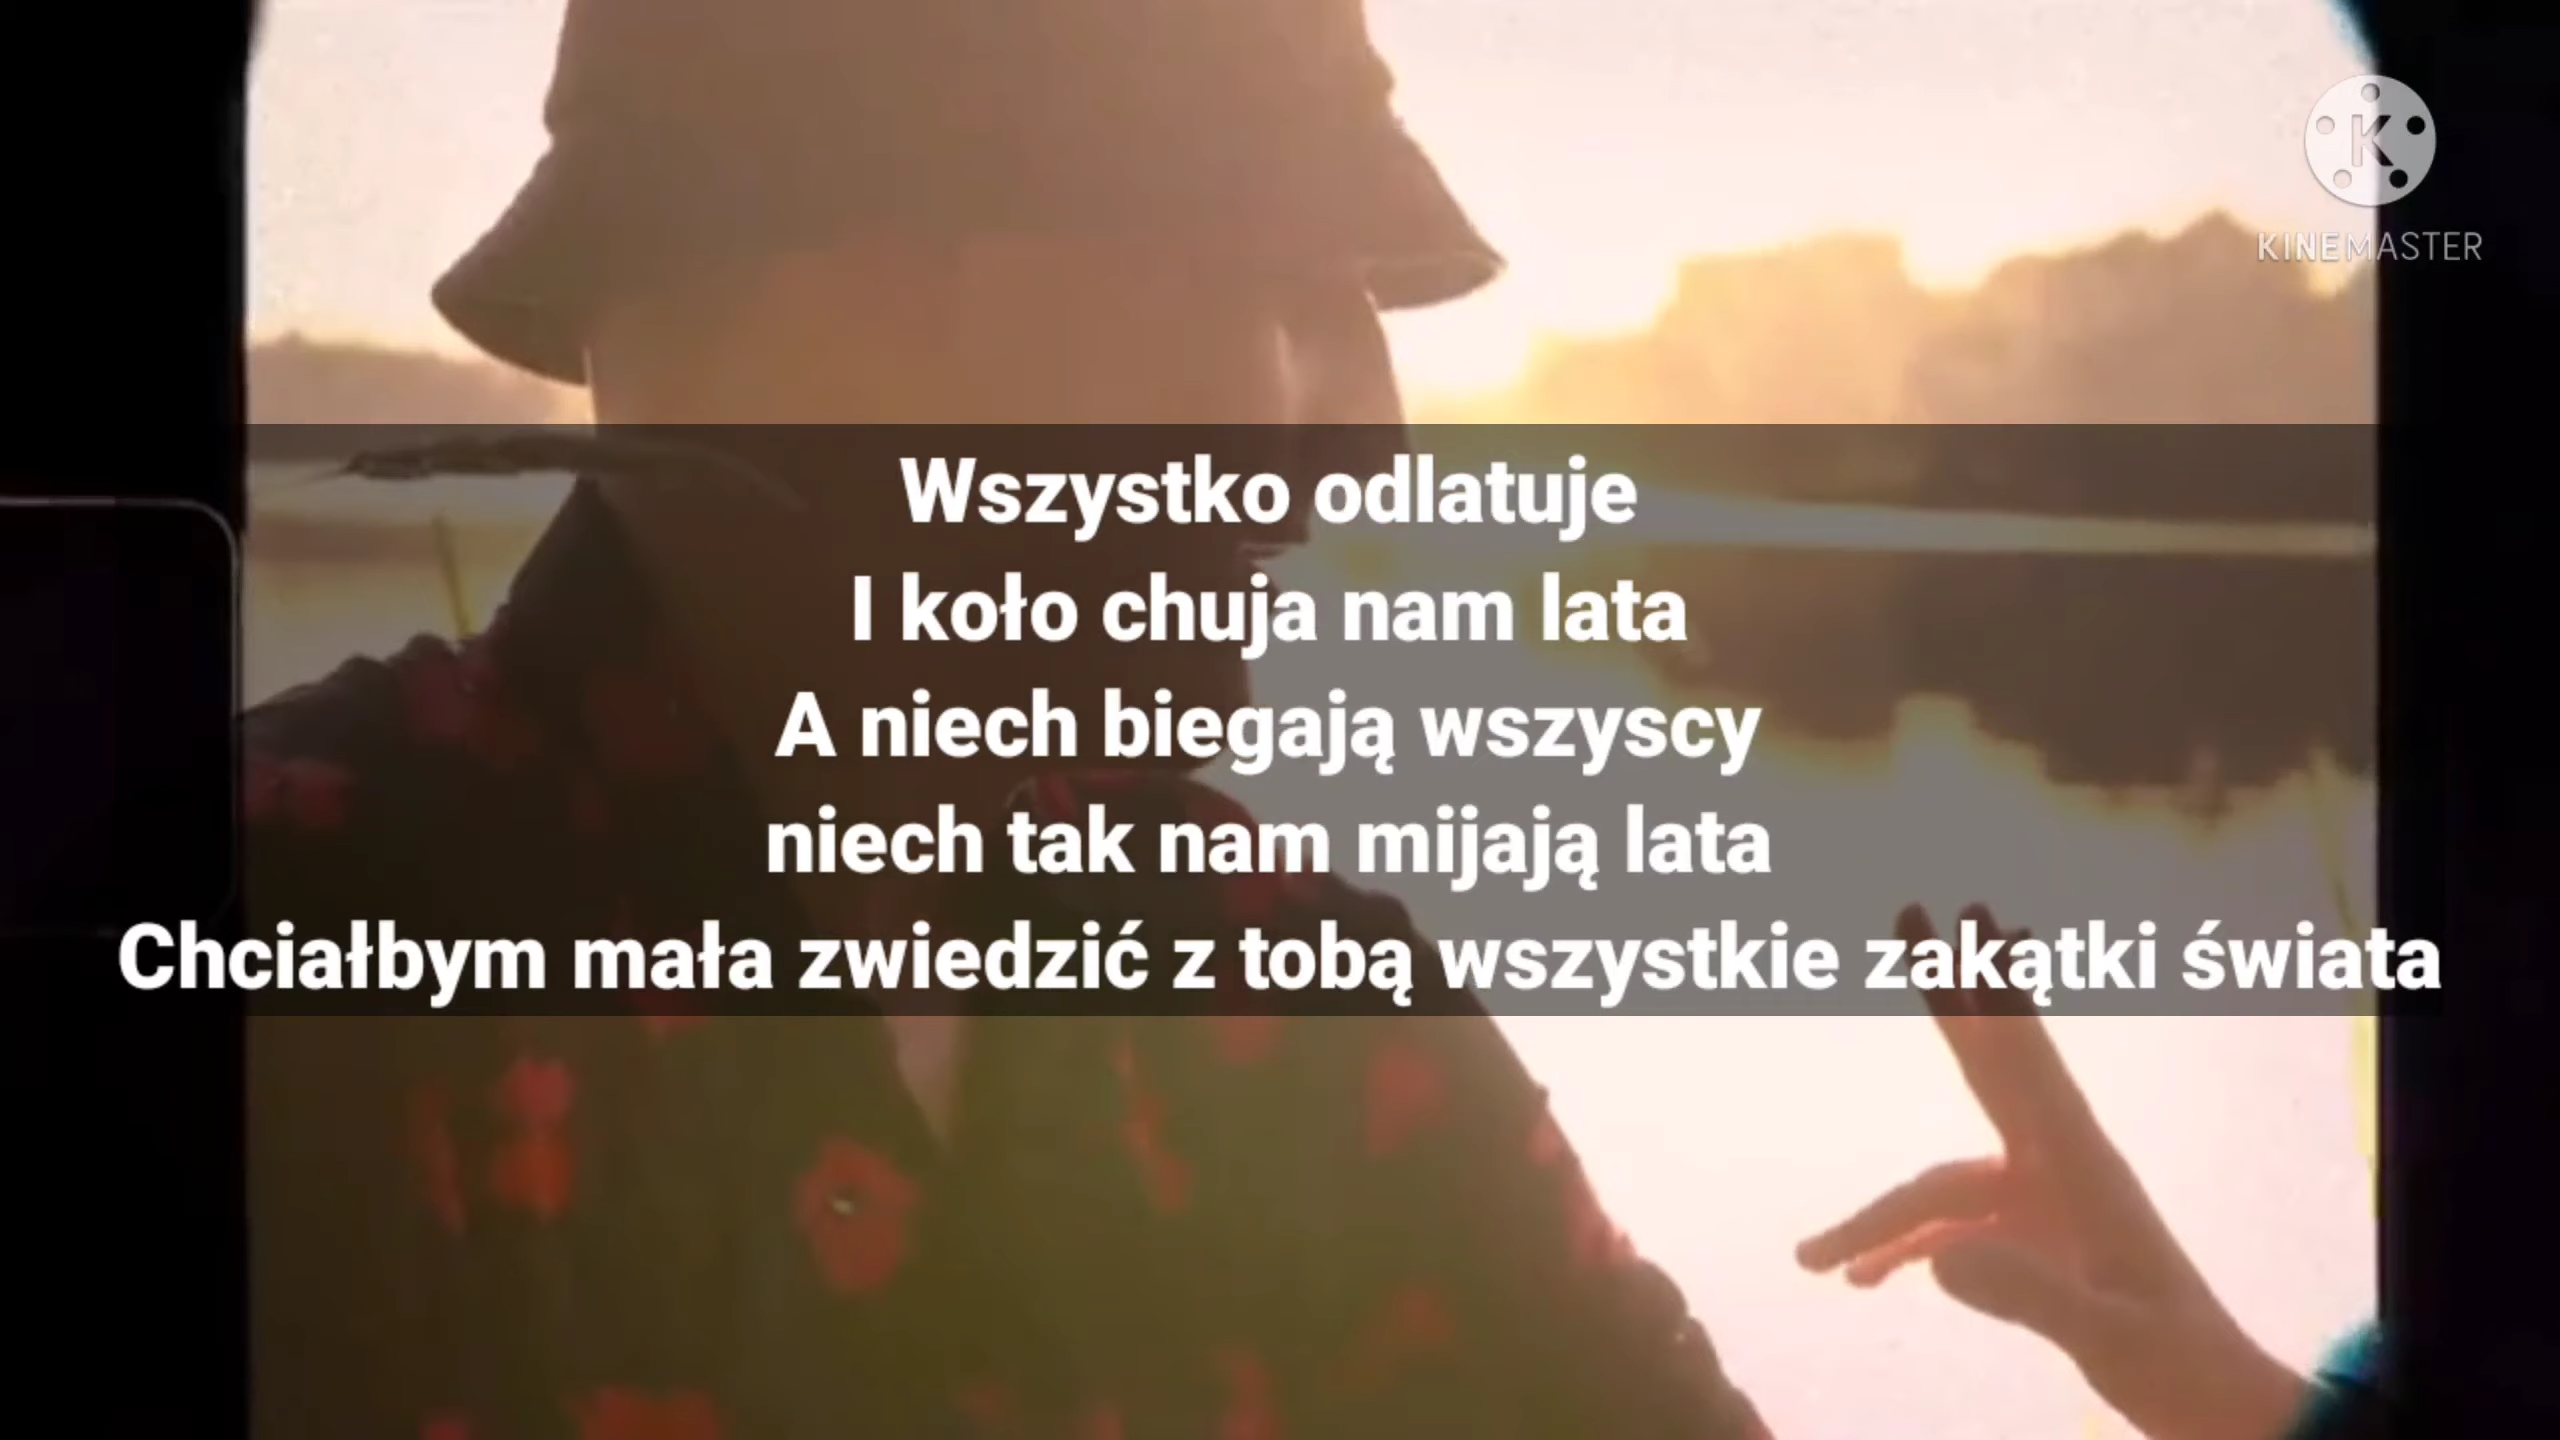 KINEMASTER
Wszystko odlatuje
I koło chuja nam lata
A niech biegają wszyscy
niech tak nam mijają lata
Chciałbym mała zwiedzić z tobą wszystkie zakątki świata